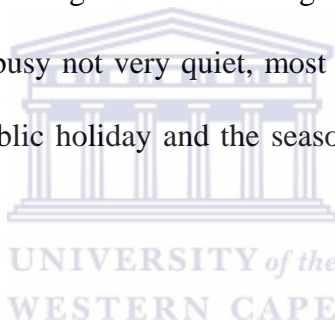 busy not very quiet, most
blic holiday and the seaso
UNIVERSITY of the
WESTERN CAPE